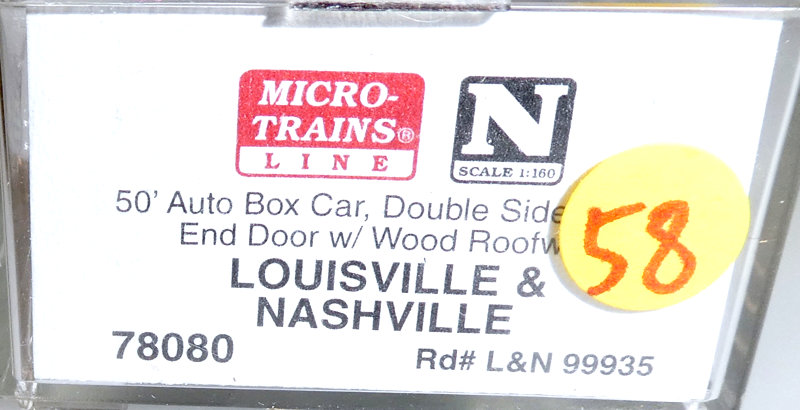 MICRO-
TRAINS®
LINE
N
SCALE 1:160
50' Auto Box Car, Double Side
End Door w/ Wood
LOUISVILLE &
NASHVILLE
78080
Rd# L&N 99935
58